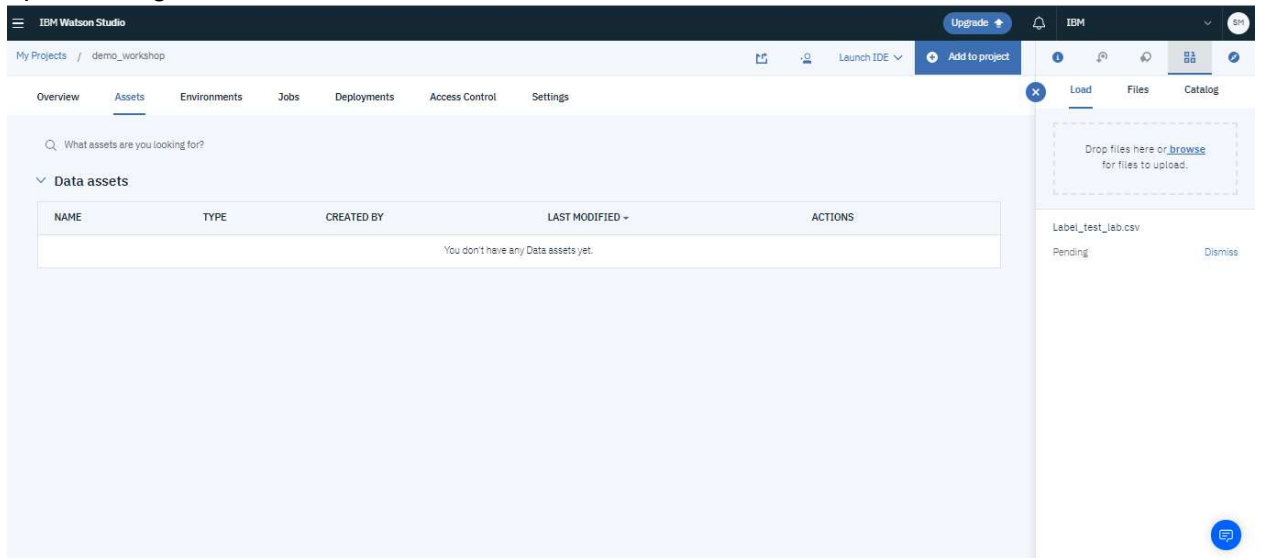 IBM Watson Studio
Upgrade
IBM
SM
My Projects / demo_workshop
Launch IDE
Add to project
Overview Assets Environments Jobs Deployments Access Control Settings
Load Files Catalog
What assets are you looking for?
Drop files here or browse
for files to upload.
Data assets
NAME TYPE CREATED BY LAST MODIFIED ACTIONS
You don't have any Data assets yet.
Label_test_lab.csv
Pending Dismiss